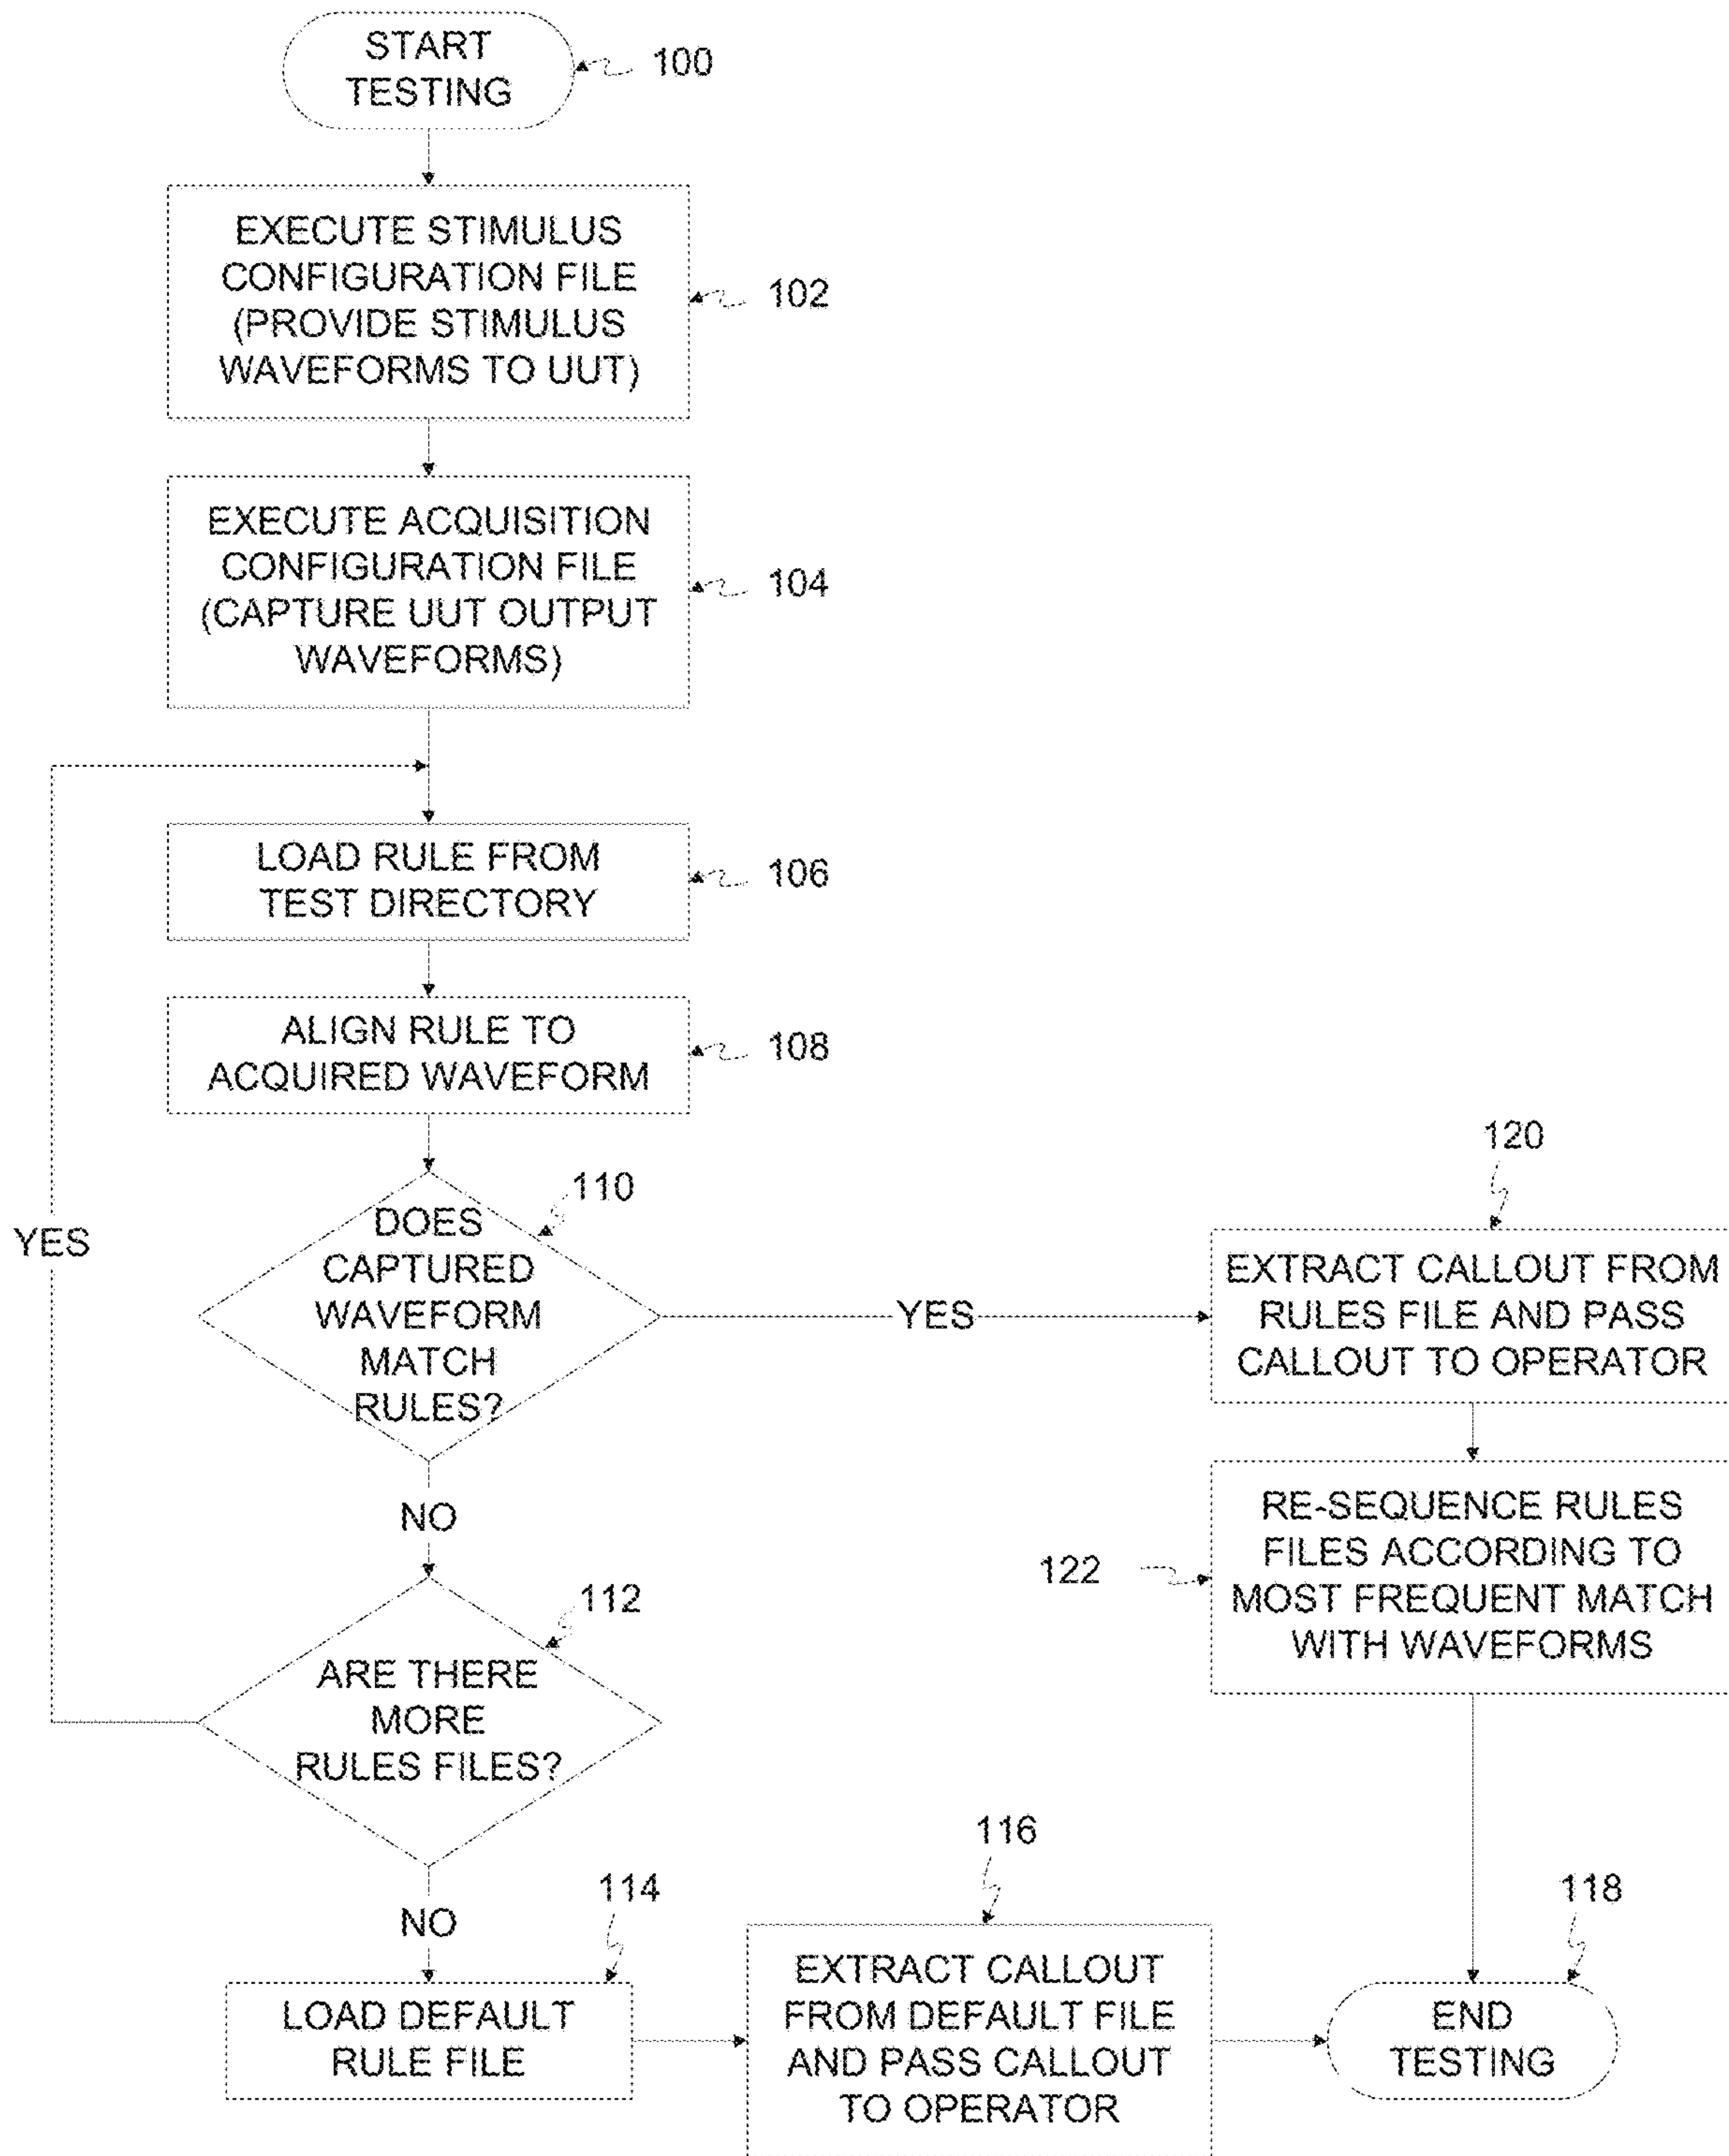 START
TESTING
100
EXECUTE STIMULUS
CONFIGURATION FILE
(PROVIDE STIMULUS
WAVEFORMS TO UUT)
102
EXECUTE ACQUISITION
CONFIGURATION FILE
(CAPTURE UUT OUTPUT
WAVEFORMS)
104
LOAD RULE FROM
TEST DIRECTORY
106
ALIGN RULE TO
ACQUIRED WAVEFORM
108
DOES
CAPTURED
WAVEFORM
MATCH
RULES?
110
YES
YES
120
EXTRACT CALLOUT FROM
RULES FILE AND PASS
CALLOUT TO OPERATOR
NO
RE-SEQUENCE RULES
FILES ACCORDING TO
MOST FREQUENT MATCH
WITH WAVEFORMS
122
ARE THERE
MORE
RULES FILES?
112
NO
LOAD DEFAULT
RULE FILE
114
116
EXTRACT CALLOUT
FROM DEFAULT FILE
AND PASS CALLOUT
TO OPERATOR
118
END
TESTING